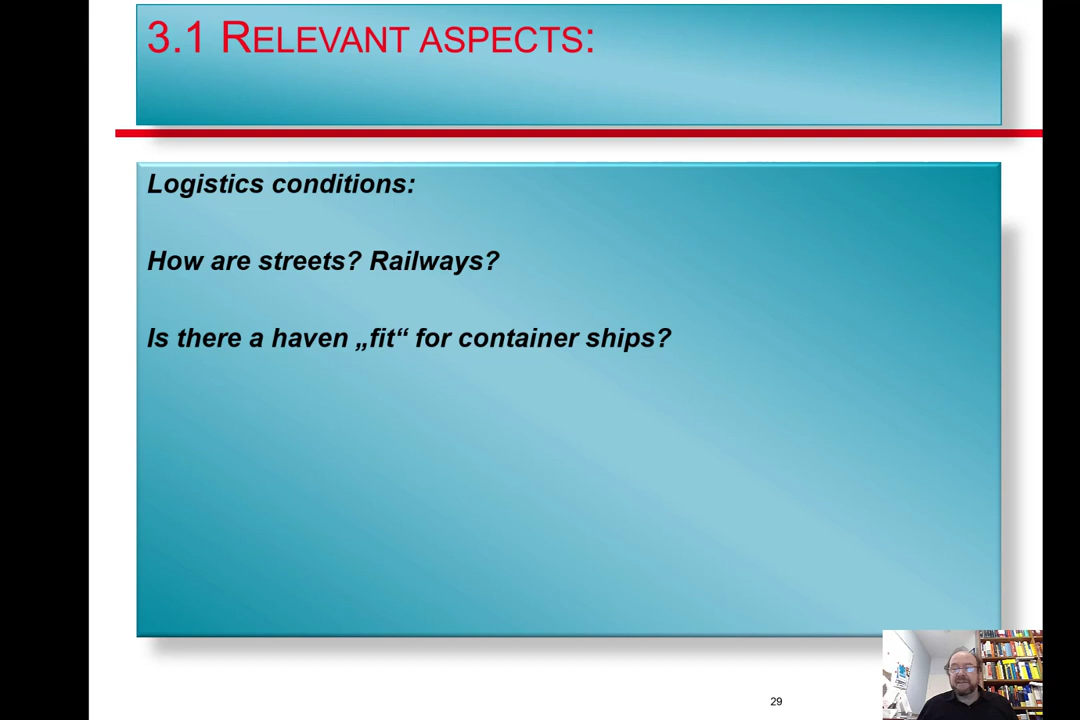 3.1 RELEVANT ASPECTS:
Logistics conditions:
How are streets? Railways?
Is there a haven „fit“ for container ships?
29